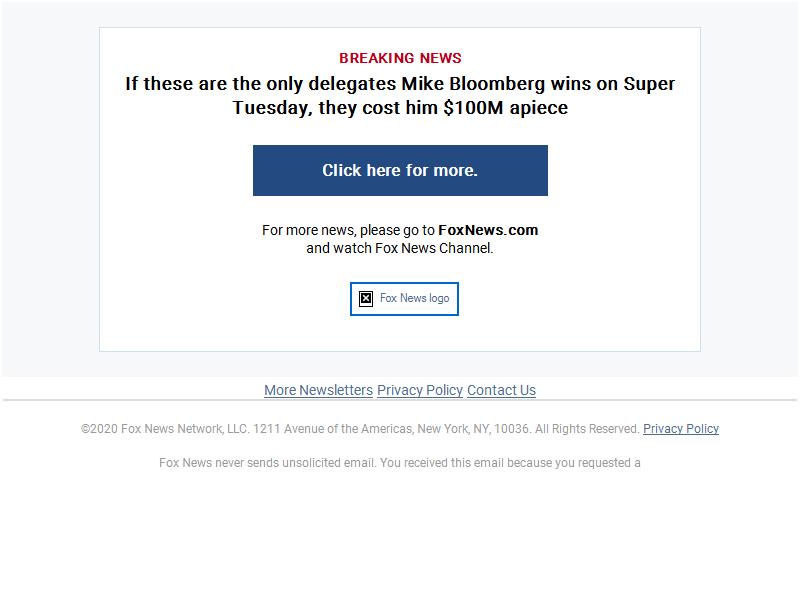 BREAKING NEWS
If these are the only delegates Mike Bloomberg wins on Super
Tuesday, they cost him $100M apiece
Click here for more.
For more news, please go to FoxNews.com
and watch Fox News Channel.
Fox News logo
More Newsletters Privacy Policy Contact Us
©2020 Fox News Network, LLC. 1211 Avenue of the Americas, New York, NY, 10036. All Rights Reserved. Privacy Policy
Fox News never sends unsolicited email. You received this email because you requested a